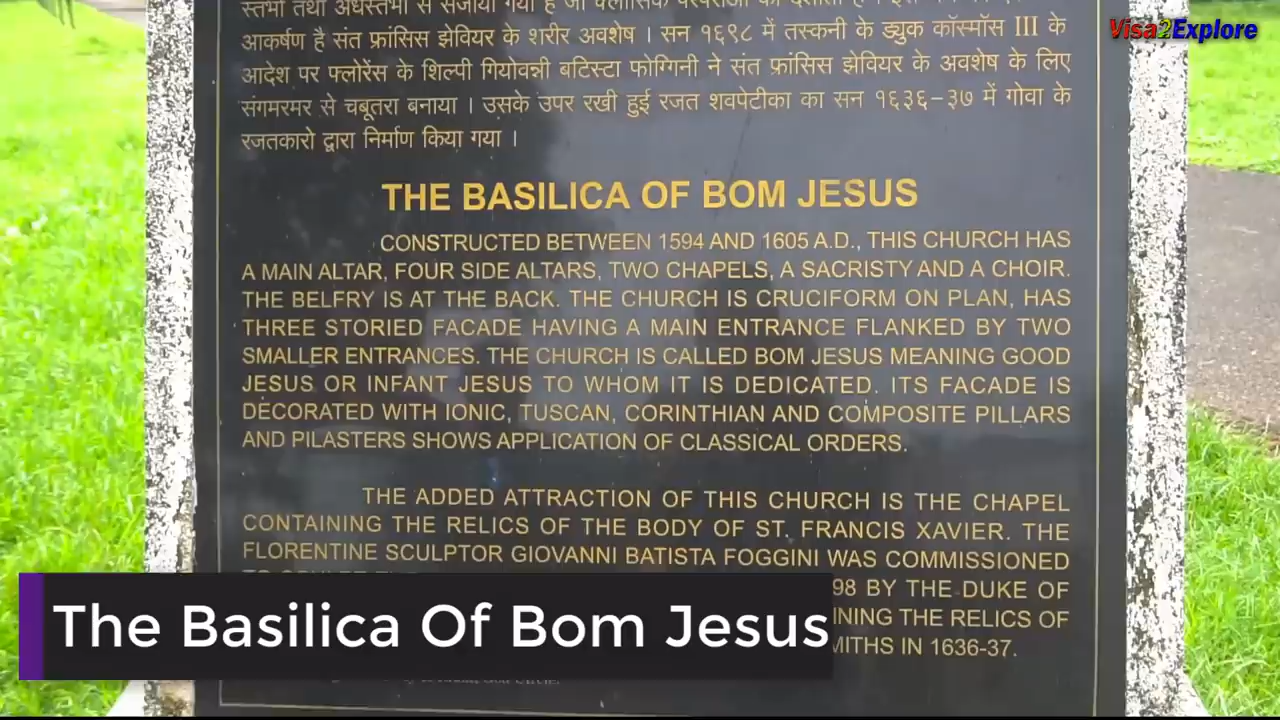 आकर्षण है संत फ्रांसिस झेवियर के शरीर अवशेष । सन १६९८ में तस्कनी के ड्युक कॉस्मॉस III के
आदेश पर फ्लोरेंस के शिल्पी गियोवन्नी बटिस्टा फोग्गिनी ने संत फ्रांसिस झेवियर के अवशेष के लिए
संगमरमर से चबूतरा बनाया । उसके उपर रखी हुई रजत शवपेटीका का सन १६३६-३७ में गोवा के
रजतकारो द्वारा निर्माण किया गया ।
Visa2Explore
THE BASILICA OF BOM JESUS
CONSTRUCTED BETWEEN 1594 AND 1605 A.D., THIS CHURCH HAS
A MAIN ALTAR, FOUR SIDE ALTARS, TWO CHAPELS, A SACRISTY AND A CHOIR.
THE BELFRY IS AT THE BACK. THE CHURCH IS CRUCIFORM ON PLAN, HAS
THREE STORIED FACADE HAVING A MAIN ENTRANCE FLANKED BY TWO
SMALLER ENTRANCES. THE CHURCH IS CALLED BOM JESUS MEANING GOOD
JESUS OR INFANT JESUS TO WHOM IT IS DEDICATED. ITS FACADE IS
DECORATED WITH IONIC, TUSCAN, CORINTHIAN AND COMPOSITE PILLARS
AND PILASTERS SHOWS APPLICATION OF CLASSICAL ORDERS.
THE ADDED ATTRACTION OF THIS CHURCH IS THE CHAPEL
CONTAINING THE RELICS OF THE BODY OF ST. FRANCIS XAVIER. THE
FLORENTINE SCULPTOR GIOVANNI BATISTA FOGGINI WAS COMMISSIONED
98 BY THE DUKE OF
THE RELICS OF
IN 1636-37.
The Basilica Of Bom Jesus